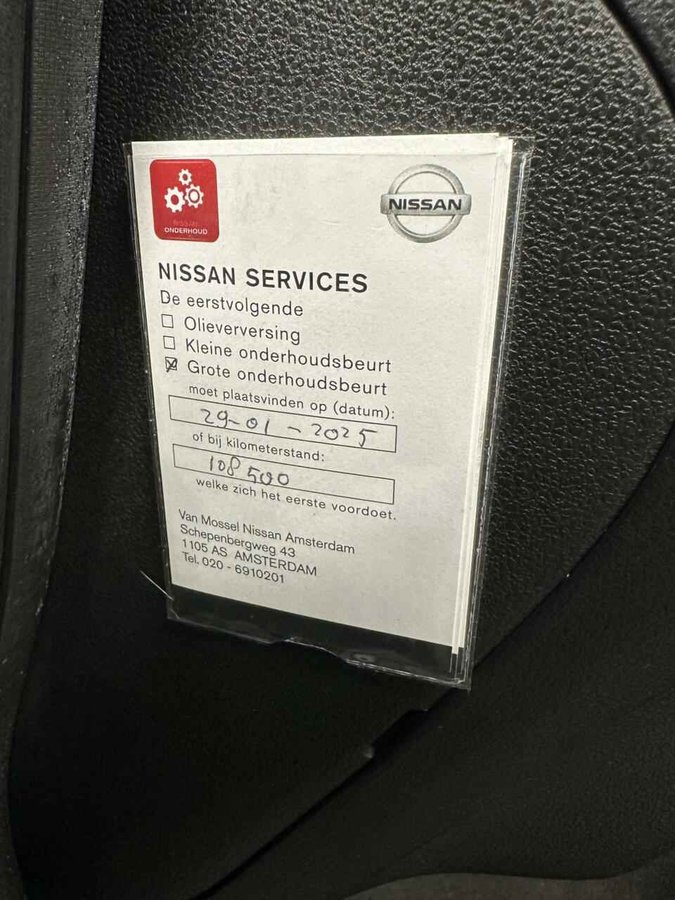 ONDERHOUD
NISSAN
NISSAN SERVICES
De eerstvolgende
Olieverversing
Kleine onderhoudsbeurt
Grote onderhoudsbeurt
moet plaatsvinden op (datum):
29-01-2025
of bij kilometerstand:
108500
welke zich het eerste voordoet.
Van Mossel Nissan Amsterdam
Schepenbergweg 43
1105 AS AMSTERDAM
Tel. 020 - 6910201